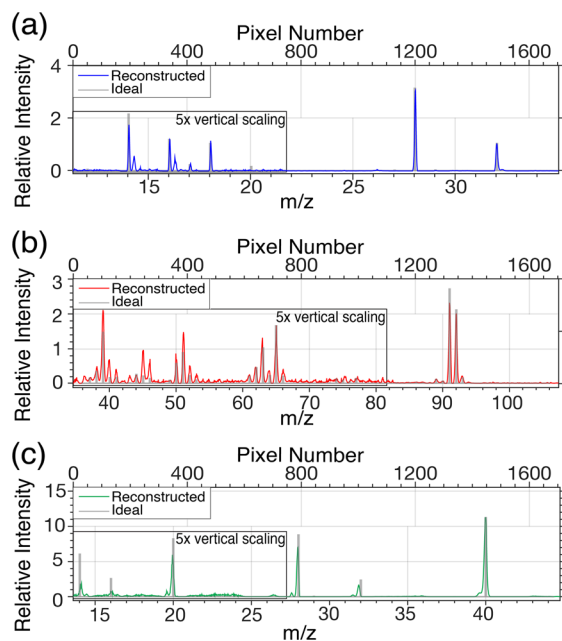 (a)
Pixel Number
0 400 800 1200 1600
Relative Intensity
4
2
0
Reconstructed
Ideal
5x vertical scaling
15 20 25 30
m/z
(b)
Pixel Number
0 400 800 1200 1600
Relative Intensity
3
2
1
0
Reconstructed
Ideal
5x vertical scaling
40 50 60 70 80 90 100
m/z
(c)
Pixel Number
0 400 800 1200 1600
Relative Intensity
15
10
5
0
Reconstructed
Ideal
5x vertical scaling
15 20 25 30 35 40
m/z